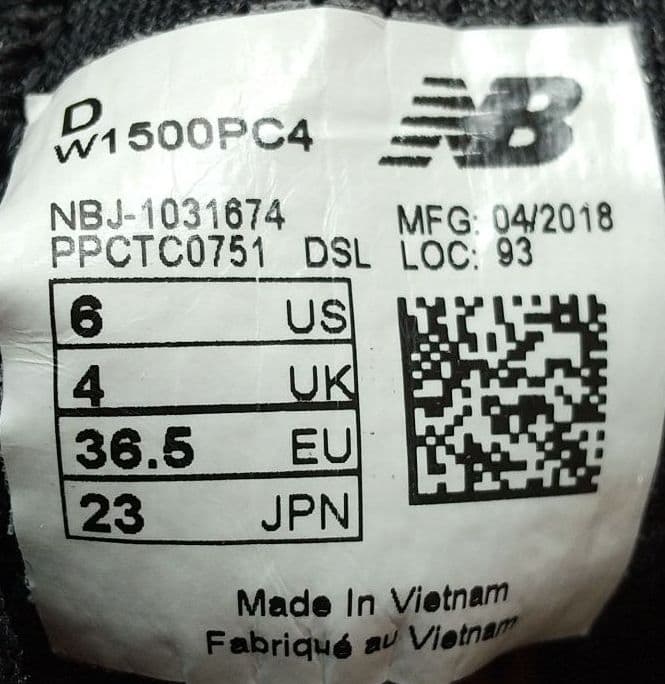 D
W1500PC4
NB
NBJ-1031674
PPCTC0751 DSL
MFG: 04/2018
LOC: 93
6 US
4 UK
36.5 EU
23 JPN
Made In Vietnam
Fabriqué au Vietnam